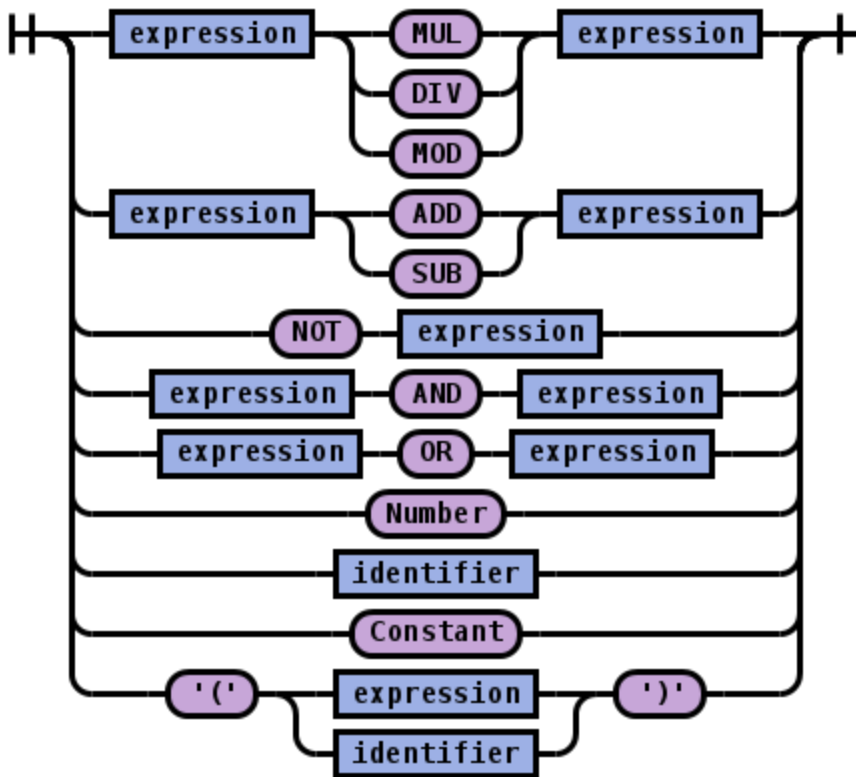 expression MUL expression
DIV
MOD
expression ADD expression
SUB
NOT expression
expression AND expression
expression OR expression
Number
identifier
Constant
'(' expression ')'
identifier